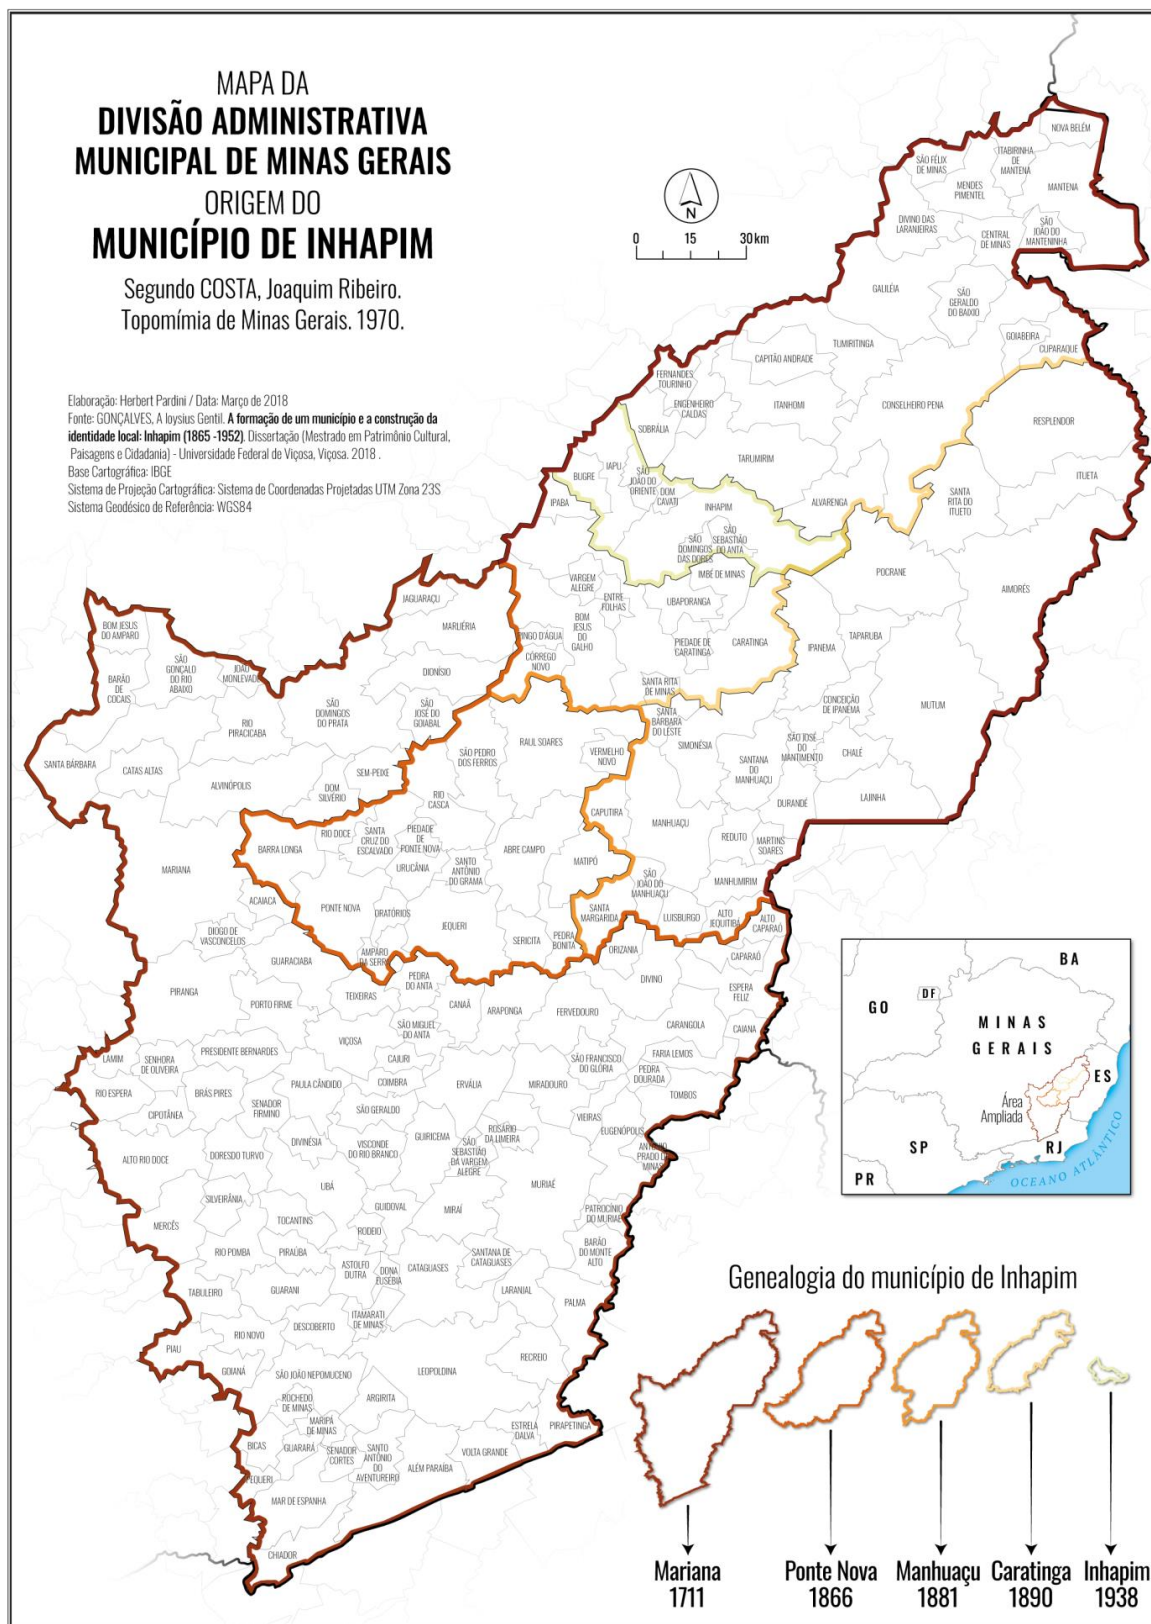 MAPA DA
DIVISÃO ADMINISTRATIVA
MUNICIPAL DE MINAS GERAIS
ORIGEM DO
MUNICÍPIO DE INHAPIM
Segundo COSTA, Joaquim Ribeiro.
Topomímia de Minas Gerais. 1970.
Elaboração: Herbert Pardini / Data: Março de 2018
Fonte: GONÇALVES, A loysius Gentil. A formação de um município e a construção da
identidade local: Inhapim (1865 -1952). Dissertação (Mestrado em Patrimônio Cultural,
Paisagens e Cidadania) - Universidade Federal de Viçosa, Viçosa. 2018 .
Base Cartográfica: IBGE
Sistema de Projeção Cartográfica: Sistema de Coordenadas Projetadas UTM Zona 23S
Sistema Geodésico de Referência: WGS84
N
0 15 30 km
NOVA BELÉM
ITABIRINHA
DE
MANTENA
SÃO FÉLIX
DE MINAS
MENDES
PIMENTEL
MANTENA
DIVINO DAS
LARANJEIRAS
CENTRAL
DE MINAS
SÃO
JOÃO DO
MANTENINHA
GALILÉIA
SÃO
GERALDO
DO BAIXIO
GOIABEIRA
CUPARAQUE
TUMIRITINGA
CAPITÃO ANDRADE
FERNANDES
TOURINHO
ENGENHEIRO
CALDAS
ITANHOMI
CONSELHEIRO PENA
RESPLENDOR
SOBRÁLIA
TARUMIRIM
ITUETA
SANTA
RITA DO
ITUETO
ALVARENGA
IAPU
BUGRE
SÃO
JOÃO DO
ORIENTE
DOM
CAVATI
INHAPIM
IPABA
SÃO
SEBASTIÃO
DO ANTA
SÃO
DOMINGOS
DAS DORES
IMBÉ DE MINAS
POCRANE
AIMORÉS
VARGEM
ALEGRE
ENTRE
FOLHAS
UBAPORANGA
BOM
JESUS
DO
GALHO
PIEDADE DE
CARATINGA
CARATINGA
IPANEMA
TAPARUBA
PINGO D'ÁGUA
CÓRREGO
NOVO
SANTA RITA
DE MINAS
CONCEIÇÃO
DE IPANEMA
MUTUM
SANTA
BÁRBARA
DO LESTE
SIMONÉSIA
SÃO JOSÉ
DO
MANTIMENTO
CHALÉ
SANTANA
DO
MANHUAÇU
LAJINHA
DURANDÉ
MANHUAÇU
REDUTO
MARTINS
SOARES
MANHUMIRIM
SÃO
JOÃO DO
MANHUAÇU
LUISBURGO
ALTO
JEQUITIBÁ
ALTO
CAPARAÓ
JAGUARAÇU
MARLIÉRIA
DIONÍSIO
BOM JESUS
DO AMPARO
SÃO
GONÇALO
DO RIO
ABAIXO
JOÃO
MONLEVADE
BARÃO
DE
COCAIS
RIO
PIRACICABA
SÃO
DOMINGOS
DO PRATA
SÃO
JOSÉ DO
GOIABAL
SANTA BÁRBARA
CATAS ALTAS
ALVINÓPOLIS
SEM-PEIXE
DOM
SILVÉRIO
SÃO PEDRO
DOS FERROS
RAUL SOARES
VERMELHO
NOVO
RIO
CASCA
CAPUTIRA
BARRA LONGA
RIO DOCE
SANTA
CRUZ DO
ESCALVADO
PIEDADE
DE
PONTE NOVA
URUCÂNIA
SANTO
ANTÔNIO
DO GRAMA
ABRE CAMPO
MATIPÓ
MARIANA
ACAIACA
PONTE NOVA
ORATÓRIOS
JEQUERI
SANTA
MARGARIDA
DIOGO DE
VASCONCELOS
GUARACIABA
AMPARO
DA SERRA
SERICITA
PEDRA
BONITA
ORIZÂNIA
CAPARAÓ
PIRANGA
PORTO FIRME
TEIXEIRAS
PEDRA
DO ANTA
CANAÃ
ARAPONGA
FERVEDOURO
DIVINO
ESPERA
FELIZ
VIÇOSA
SÃO MIGUEL
DO ANTA
CARANGOLA
CAIANA
LAMIM
SENHORA
DE OLIVEIRA
PRESIDENTE BERNARDES
CAJURI
SÃO FRANCISCO
DO GLÓRIA
FARIA LEMOS
PEDRA
DOURADA
RIO ESPERA
BRÁS PIRES
PAULA CÂNDIDO
COIMBRA
ERVÁLIA
MIRADOURO
TOMBOS
CIPOTÂNEA
SENADOR
FIRMINO
SÃO GERALDO
VIEIRAS
EUGENÓPOLIS
DIVINÉSIA
VISCONDE
DO RIO BRANCO
GUIRICEMA
ROSÁRIO
DA LIMEIRA
SÃO
SEBASTIÃO
DA VARGEM
ALEGRE
ANTÔNIO
PRADO DE
MINAS
ALTO RIO DOCE
DORESDO TURVO
UBÁ
MURIAÉ
SILVEIRÂNIA
TOCANTINS
GUIDOVAL
MIRAÍ
PATROCÍNIO
DO MURIAÉ
MERCÊS
RODEIO
RIO POMBA
PIRAÚBA
ASTOLFO
DUTRA
DONA
EUSÉBIA
CATAGUASES
SANTANA DE
CATAGUASES
BARÃO
DO MONTE
ALTO
TABULEIRO
GUARANI
LARANJAL
PALMA
ITAMARATI
DE MINAS
DESCOBERTO
RIO NOVO
PIAU
GOIANÁ
RECREIO
LEOPOLDINA
SÃO JOÃO NEPOMUCENO
ROCHEDO
DE MINAS
ARGIRITA
MARIPÁ
DE MINAS
BICAS
GUARARÁ
SENADOR
CORTES
SANTO
ANTÔNIO
DO
AVENTUREIRO
ALÉM PARAÍBA
VOLTA GRANDE
ESTRELA
DALVA
PIRAPETINGA
PEQUERI
MAR DE ESPANHA
CHIADOR
BA
GO
DF
MINAS
GERAIS
ES
Área
Ampliada
SP
RJ
PR
OCEANO ATLÂNTICO
Genealogia do município de Inhapim
Mariana
1711
Ponte Nova
1866
Manhuaçu
1881
Caratinga
1890
Inhapim
1938